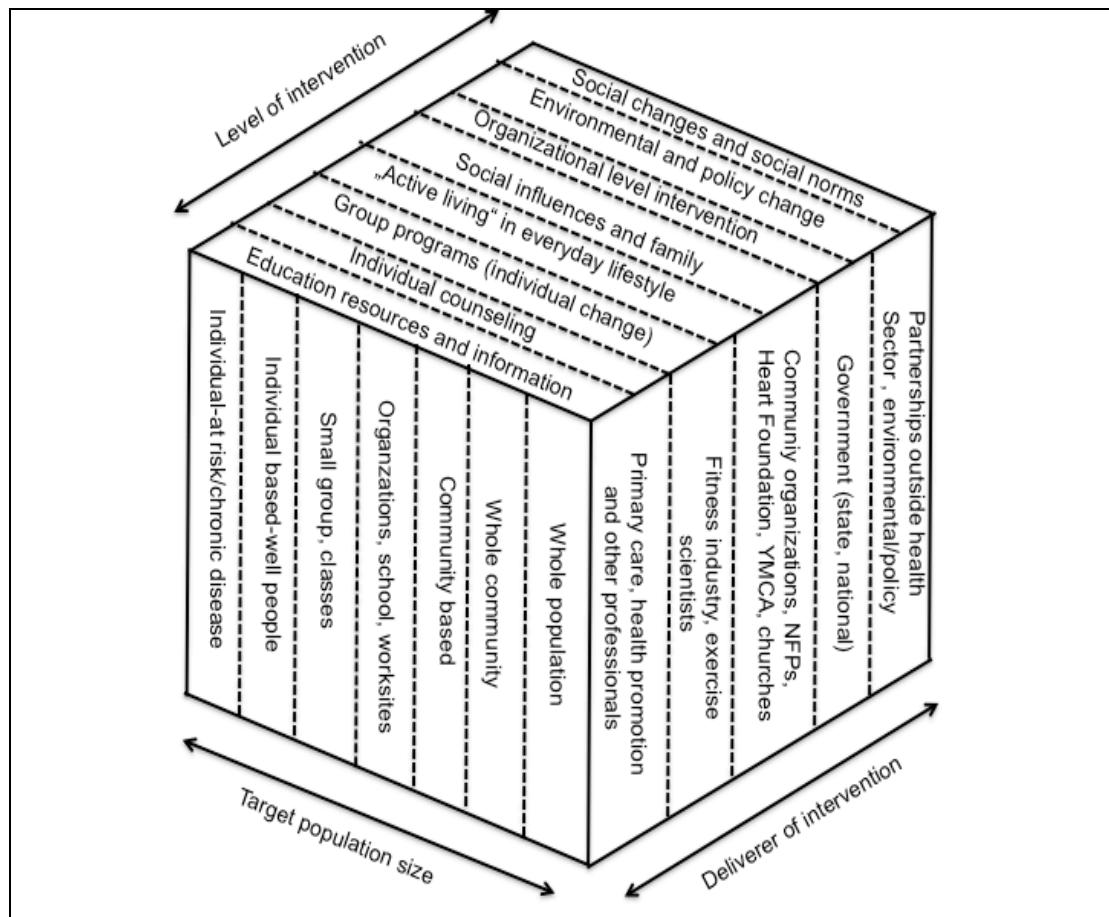 Level of intervention
Social changes and social norms
Environmental and policy change
Organizational level intervention
Social influences and family
„Active living“ in everyday lifestyle
Group programs (individual change)
Individual counseling
Education resources and information
Individual-at risk/chronic disease
Individual based-well people
Small group, classes
Organzations, school, worksites
Community based
Whole community
Whole population
Primary care, health promotion
and other professionals
Fitness industry, exercise
scientists
Communiy organizations, NFPs,
Heart Foundation, YMCA, churches
Government (state, national)
Partnerships outside health
Sector , environmental/policy
Target population size
Deliverer of intervention